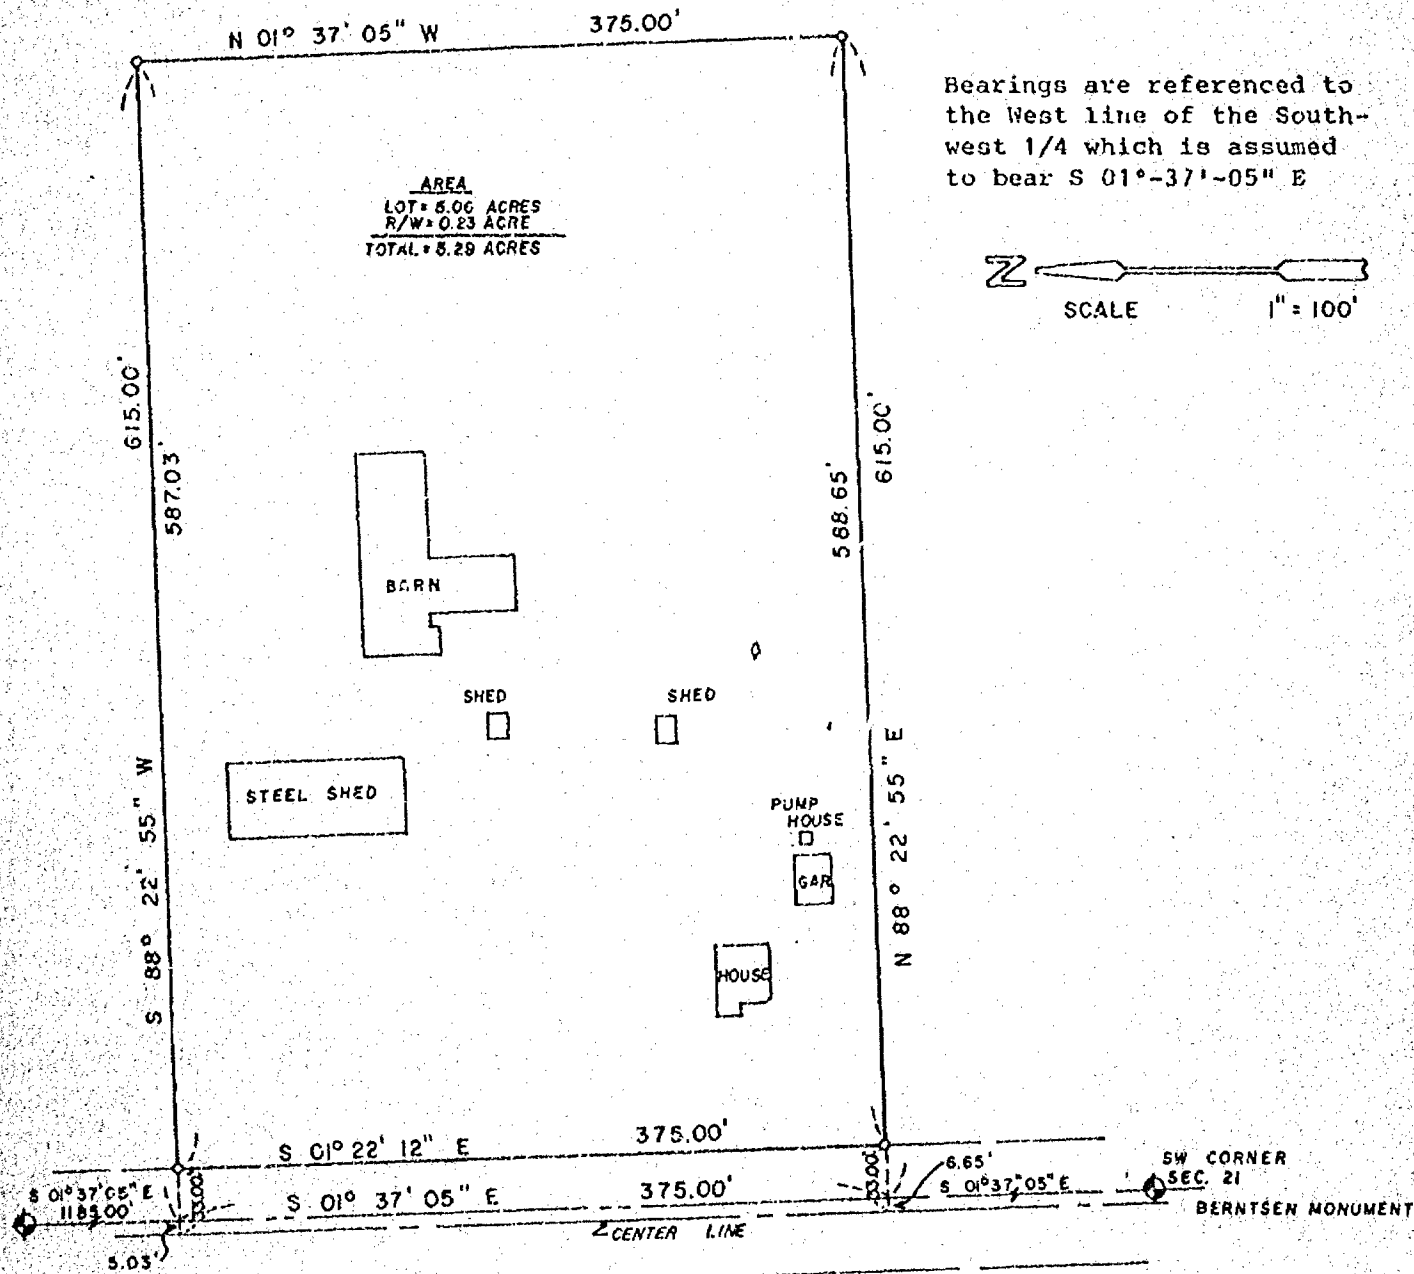 N 01° 37' 05" W 375.00'
Bearings are referenced to
the West line of the South-
west 1/4 which is assumed
to bear S 01°-37'-05" E
AREA
LOT = 5.06 ACRES
R/W = 0.23 ACRE
TOTAL = 5.29 ACRES
N
SCALE 1" = 100'
615.00'
587.03'
S 88° 22' 55" W
588.65'
615.00'
N 88° 22' 55" E
BARN
SHED
SHED
STEEL SHED
PUMP
HOUSE
GAR
HOUSE
S 01° 22' 12" E 375.00'
33.00'
33.00'
6.65'
S 01° 37' 05" E
1185.00'
S 01° 37' 05" E 375.00'
S 01° 37' 05" E
SW CORNER
SEC. 21
BERNTSEN MONUMENT
CENTER LINE
5.03'